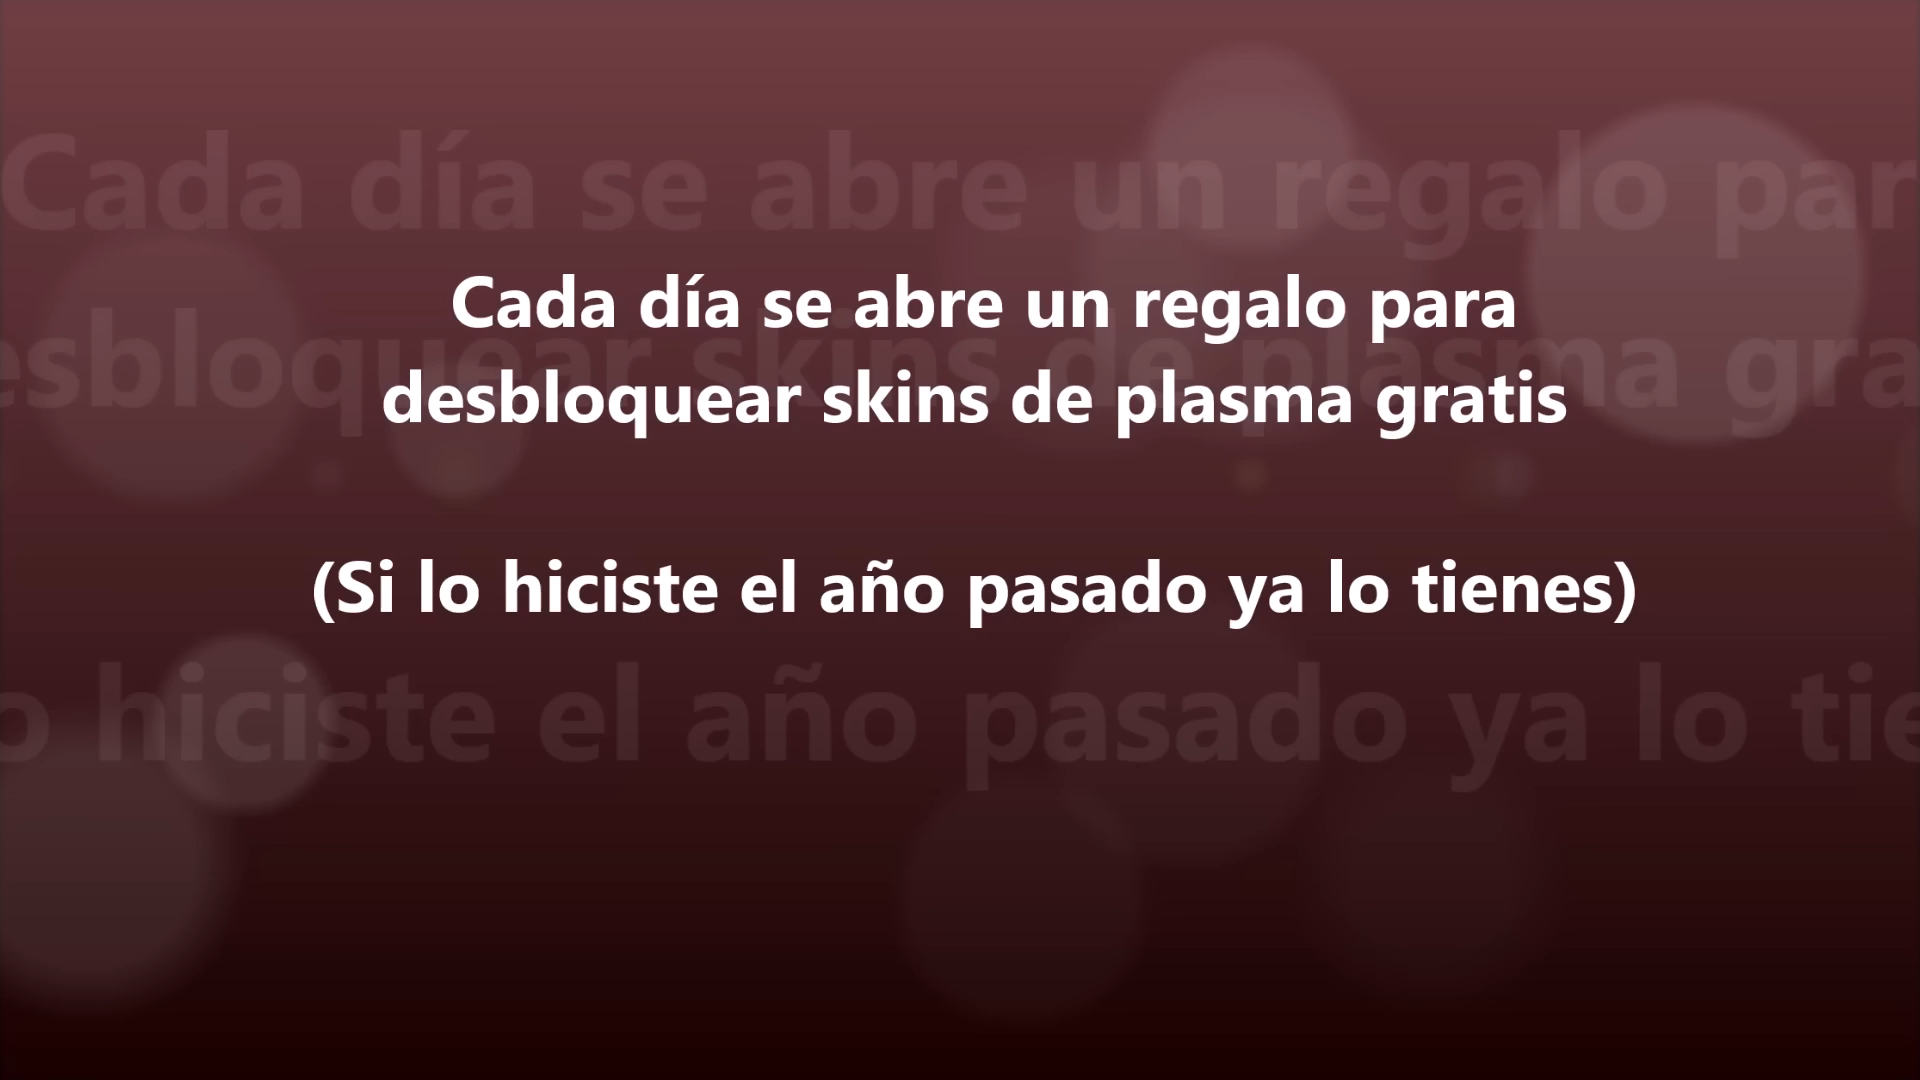 Cada día se abre un regalo para
desbloquear skins de plasma gratis
(Si lo hiciste el año pasado ya lo tienes)